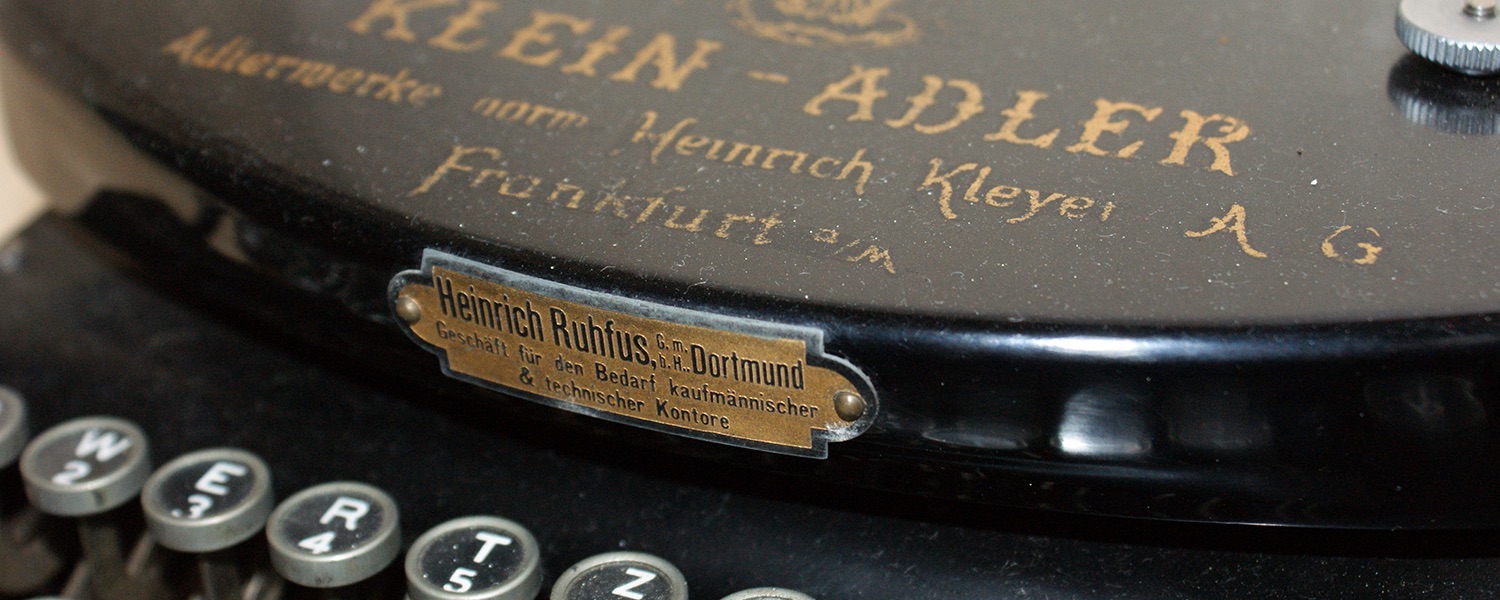 KLEIN - ADLER
Adlerwerke vorm Heinrich Kleyer A G
Frankfurt a/M
Heinrich Ruhfus, G.m.b.H., Dortmund
Geschäft für den Bedarf kaufmännischer
& technischer Kontore
W E R T Z
2 3 4 5